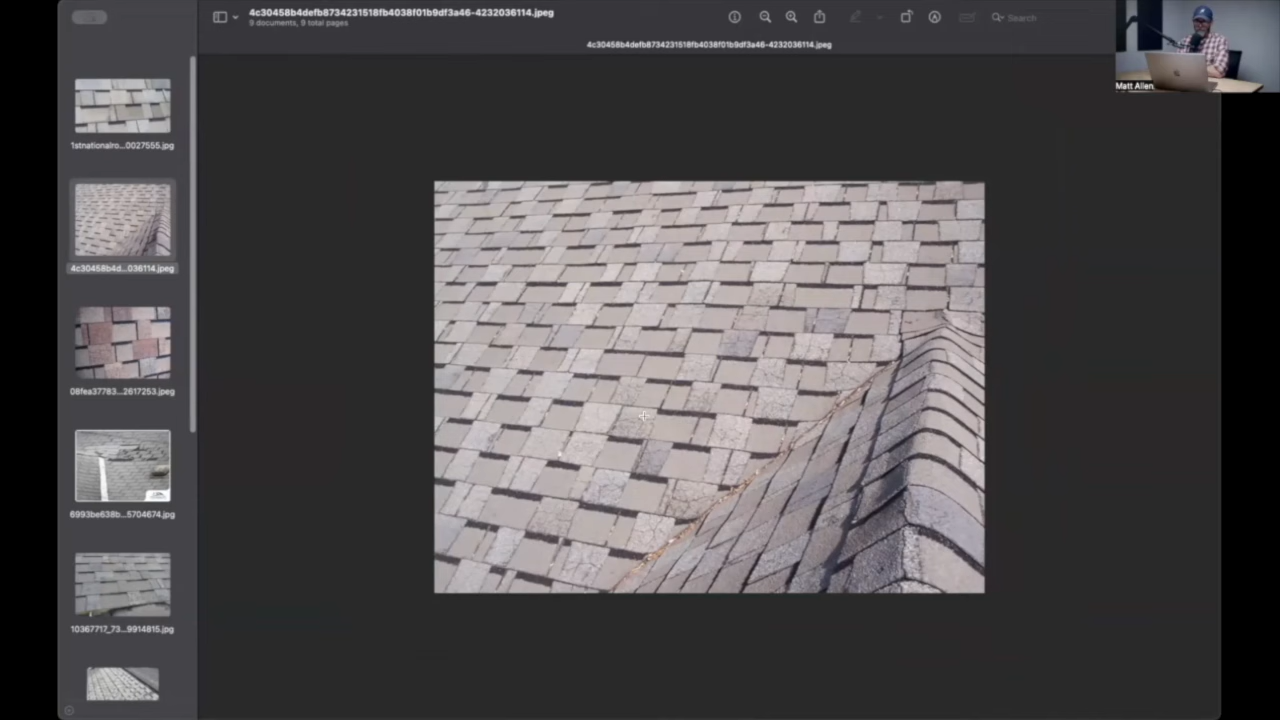 4c30458b4defb8734231518fb4038f01b9df3a46-4232036114.jpeg
9 documents, 9 total pages
Search
4c30458b4defb8734231518fb4038f01b9df3a46-4232036114.jpeg
Matt Allen
1stnationalro...0027555.jpg
4c30458b4d...036114.jpeg
08fea37783...2617253.jpeg
6993be638b...5704674.jpg
10367717_73...9914815.jpg